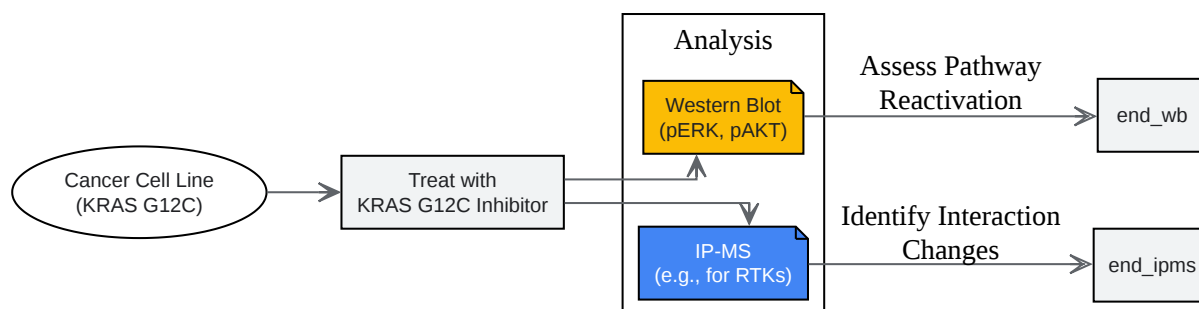 Cancer Cell Line
(KRAS G12C)
Treat with
KRAS G12C Inhibitor
Analysis
Western Blot
(pERK, pAKT)
IP-MS
(e.g., for RTKs)
Assess Pathway
Reactivation
end_wb
Identify Interaction
Changes
end_ipms